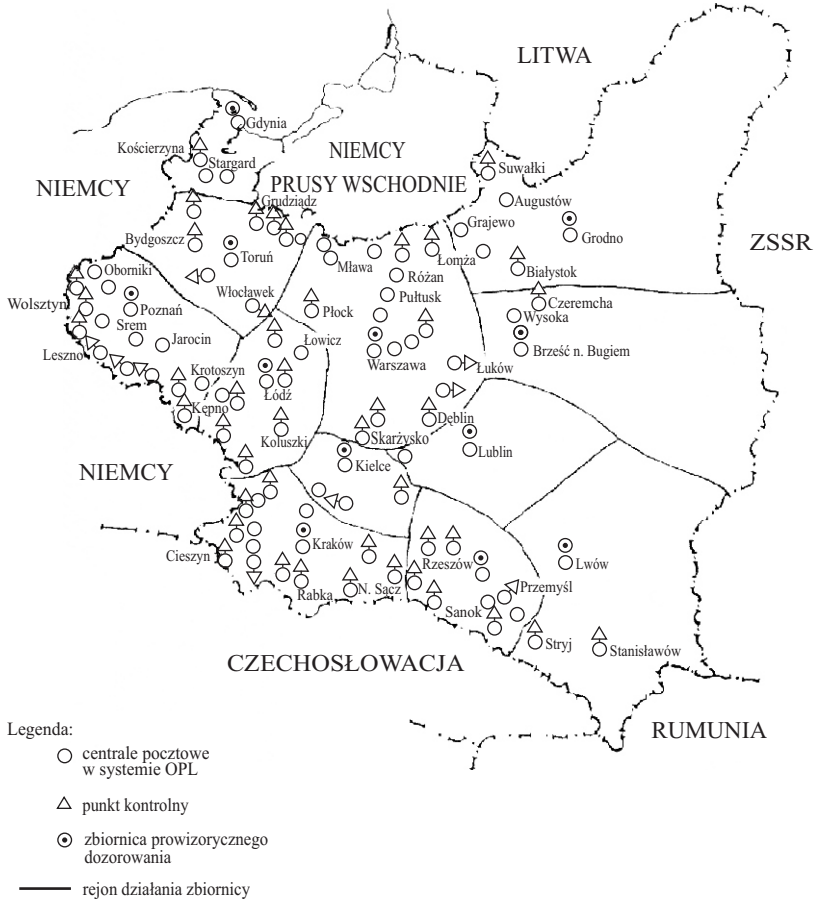 LITWA
Gdynia
Kościerzyna
Stargard
NIEMCY
NIEMCY
PRUSY WSCHODNIE
Suwałki
Augustów
Grudziądz
Grajewo
Grodno
ZSSR
Bydgoszcz
Toruń
Łomża
Mława
Białystok
Oborniki
Różan
Włocławek
Pułtusk
Czeremcha
Wolsztyn
Poznań
Płock
Wysoka
Srem
Jarocin
Łowicz
Leszno
Warszawa
Brześć n. Bugiem
Krotoszyn
Łuków
Łódź
Kępno
Dęblin
Koluszki
Skarżysko
Lublin
NIEMCY
Kielce
Cieszyn
Kraków
Rzeszów
Lwów
Rabka
N. Sącz
Przemyśl
Sanok
Stryj
Stanisławów
CZECHOSŁOWACJA
RUMUNIA
Legenda:
centrale pocztowe
w systemie OPL
punkt kontrolny
zbiornica prowizorycznego
dozorowania
rejon działania zbiornicy